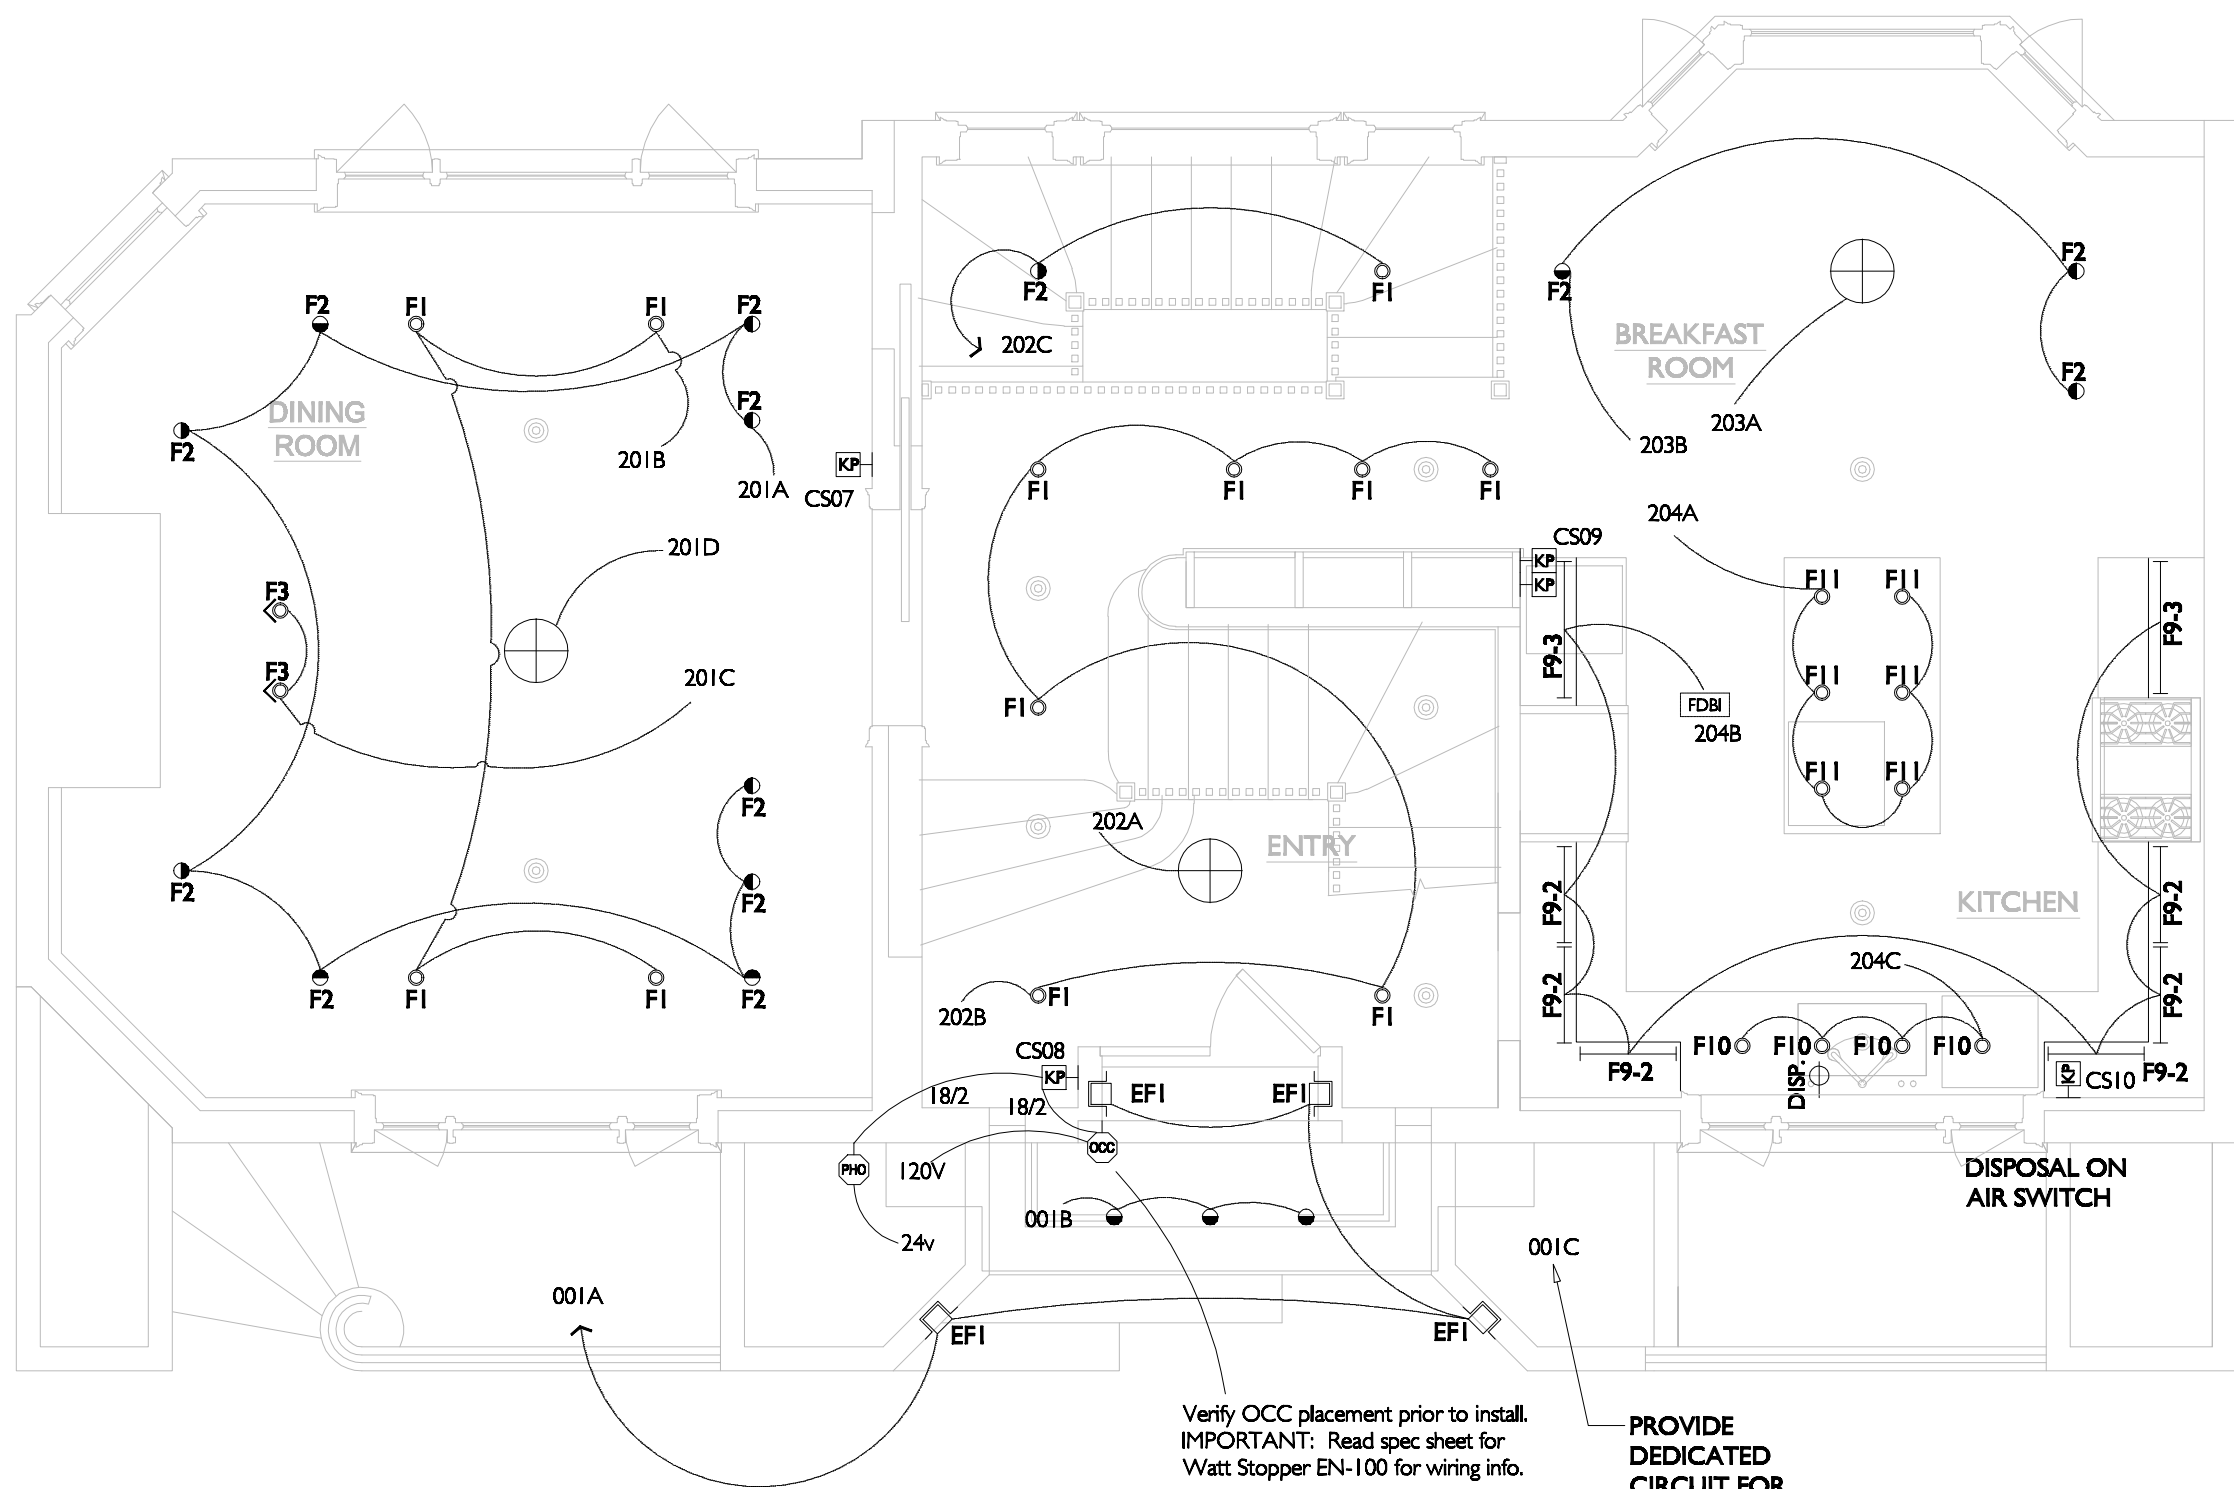 F2
F1
F1
F2
DINING
ROOM
F2
F2
201B
201A
KP
CS07
201D
F3
F3
201C
F2
F2
F2
F2
F1
F1
F2
F2
F1
202C
F1
F1
F1
F1
F1
202A
ENTRY
202B
F1
F1
CS08
KP
18/2
18/2
EF1
EF1
OCC
PHO
120V
001B
24v
001A
EF1
EF1
001C
Verify OCC placement prior to install.
IMPORTANT: Read spec sheet for
Watt Stopper EN-100 for wiring info.
PROVIDE
DEDICATED
CIRCUIT FOR
F2
F2
BREAKFAST
ROOM
F2
203A
203B
204A
CS09
KP
KP
F9-3
FDB1
204B
F11
F11
F11
F11
F11
F11
F9-3
F9-2
F9-2
KITCHEN
F9-2
F9-2
204C
F10
F10
F10
F10
F9-2
DISP.
KP
CS10
F9-2
DISPOSAL ON
AIR SWITCH